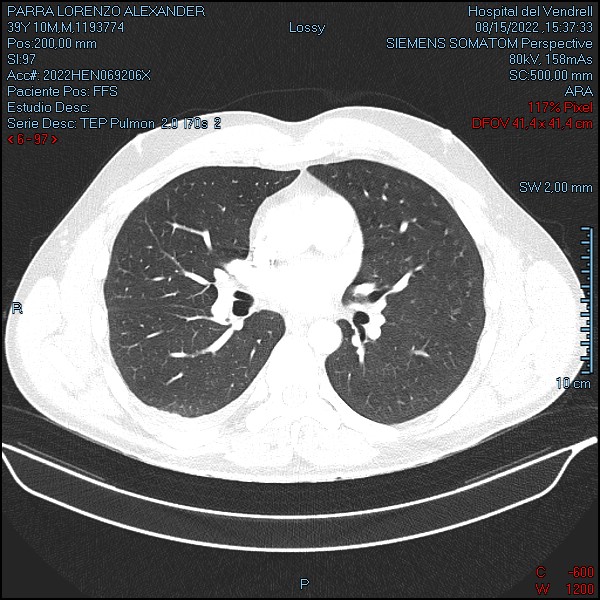 PARRA LORENZO ALEXANDER
39Y 10M,M,1193774
Pos:200.00 mm
SI:97
Acc#: 2022HEN069206X
Paciente Pos: FFS
Estudio Desc:
Serie Desc: TEP Pulmon 2.0 I70s 2
< 6 - 97 >
Lossy
Hospital del Vendrell
08/15/2022 ,15:37:33
SIEMENS SOMATOM Perspective
80kV, 158mAs
SC:500,00 mm
ARA
117% Pixel
DFOV 41,4 x 41,4 cm
SW 2,00 mm
R
10 cm
P
C -600
W 1200